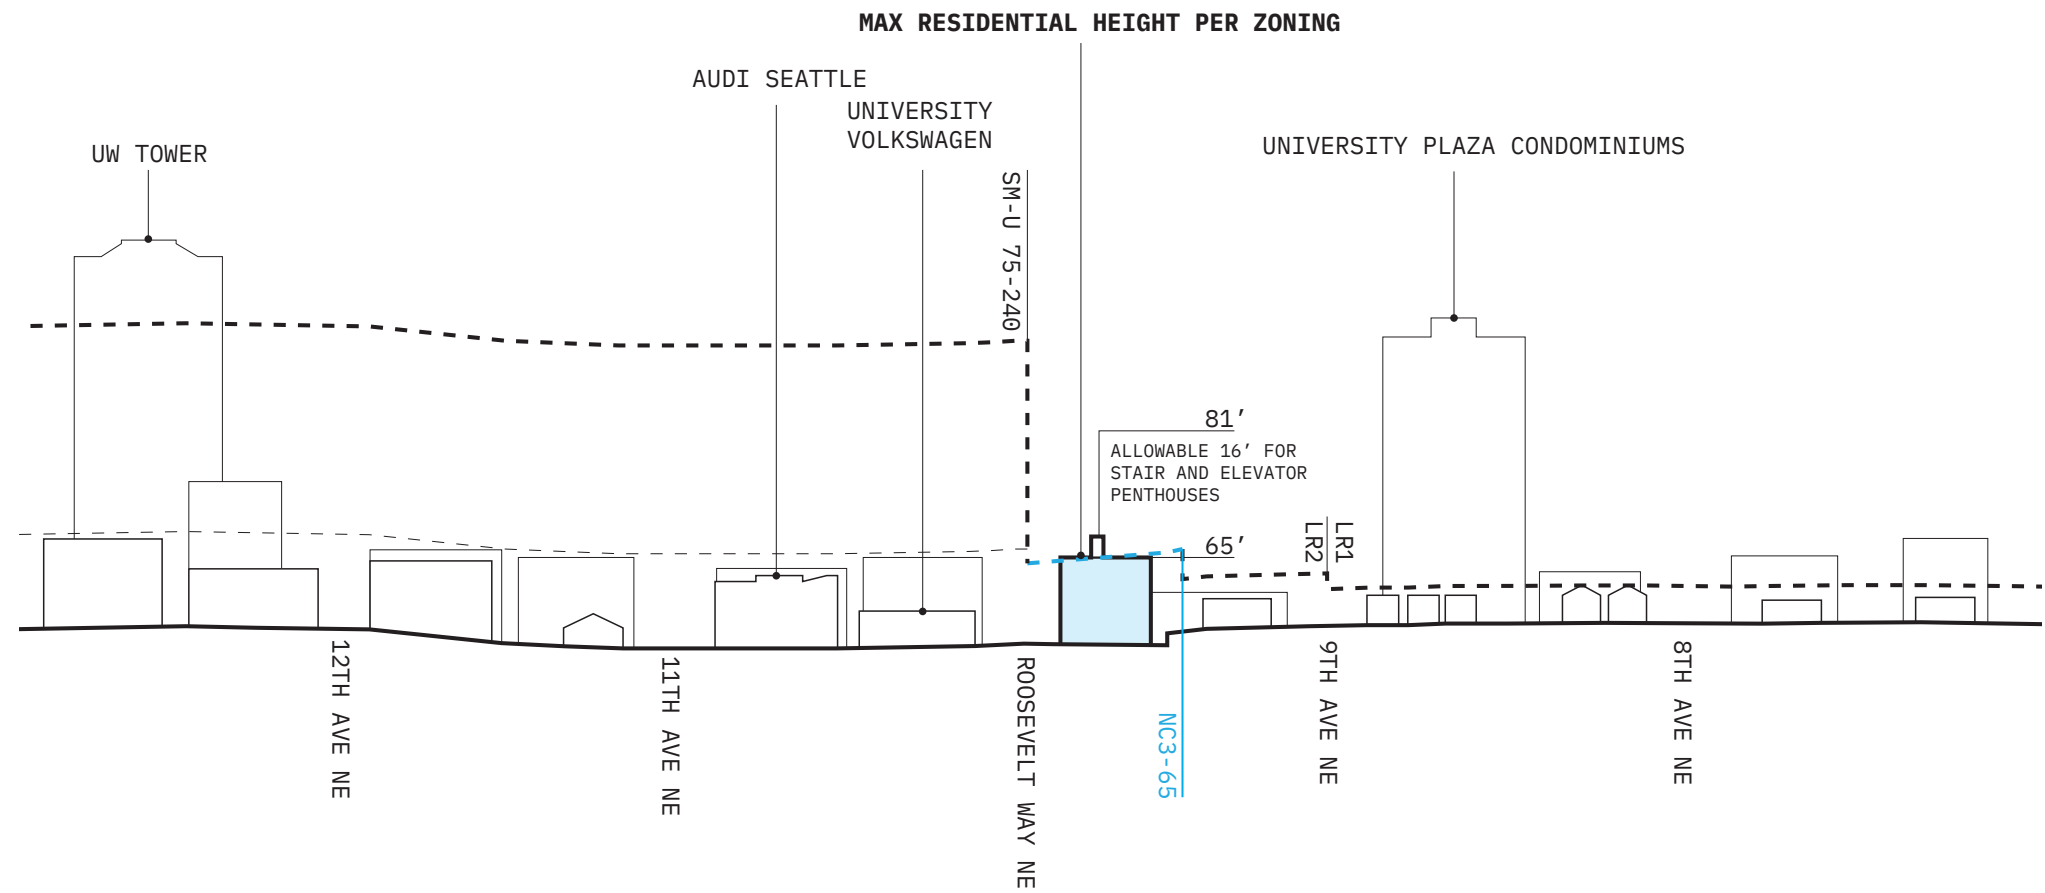 MAX RESIDENTIAL HEIGHT PER ZONING
AUDI SEATTLE
UNIVERSITY
VOLKSWAGEN
UW TOWER
UNIVERSITY PLAZA CONDOMINIUMS
SM-U 75-240
81′
ALLOWABLE 16′ FOR
STAIR AND ELEVATOR
PENTHOUSES
65′
LR2
LR1
12TH AVE NE
11TH AVE NE
ROOSEVELT WAY NE
NC3-65
9TH AVE NE
8TH AVE NE